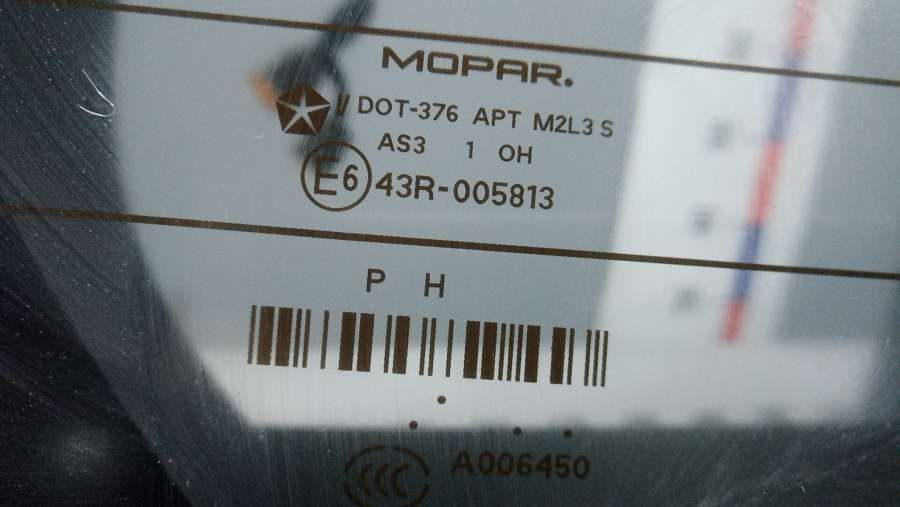 MOPAR.
// DOT-376 APT M2L3 S
AS3 1 OH
E6 43R-005813
P H
CCC A006450